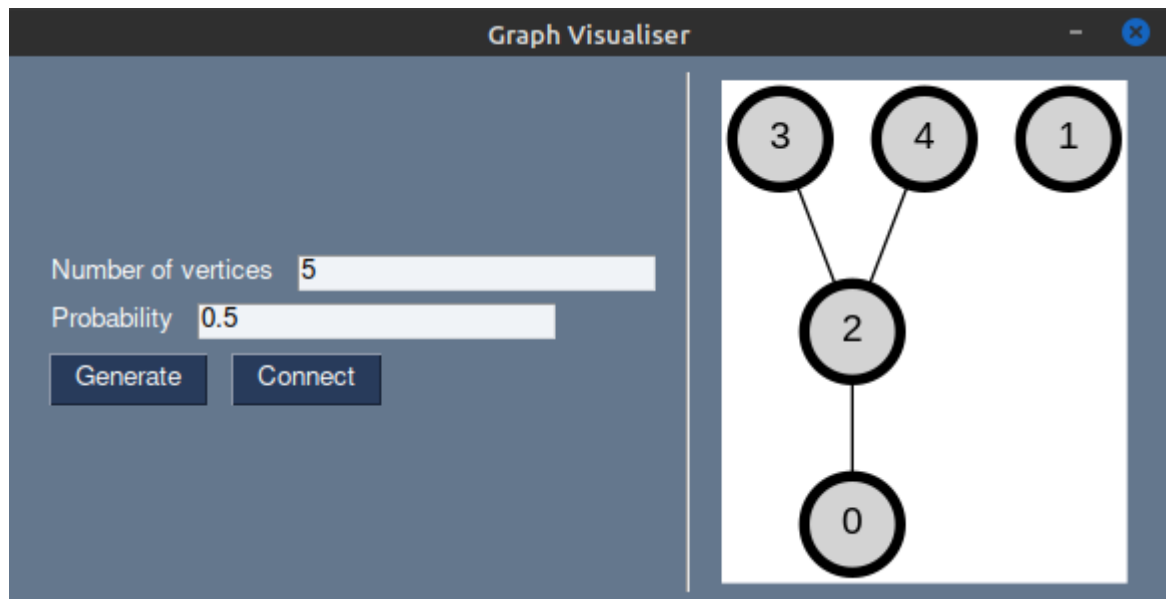 Graph Visualiser
Number of vertices 5
Probability 0.5
Generate Connect
3 4 1
2
0